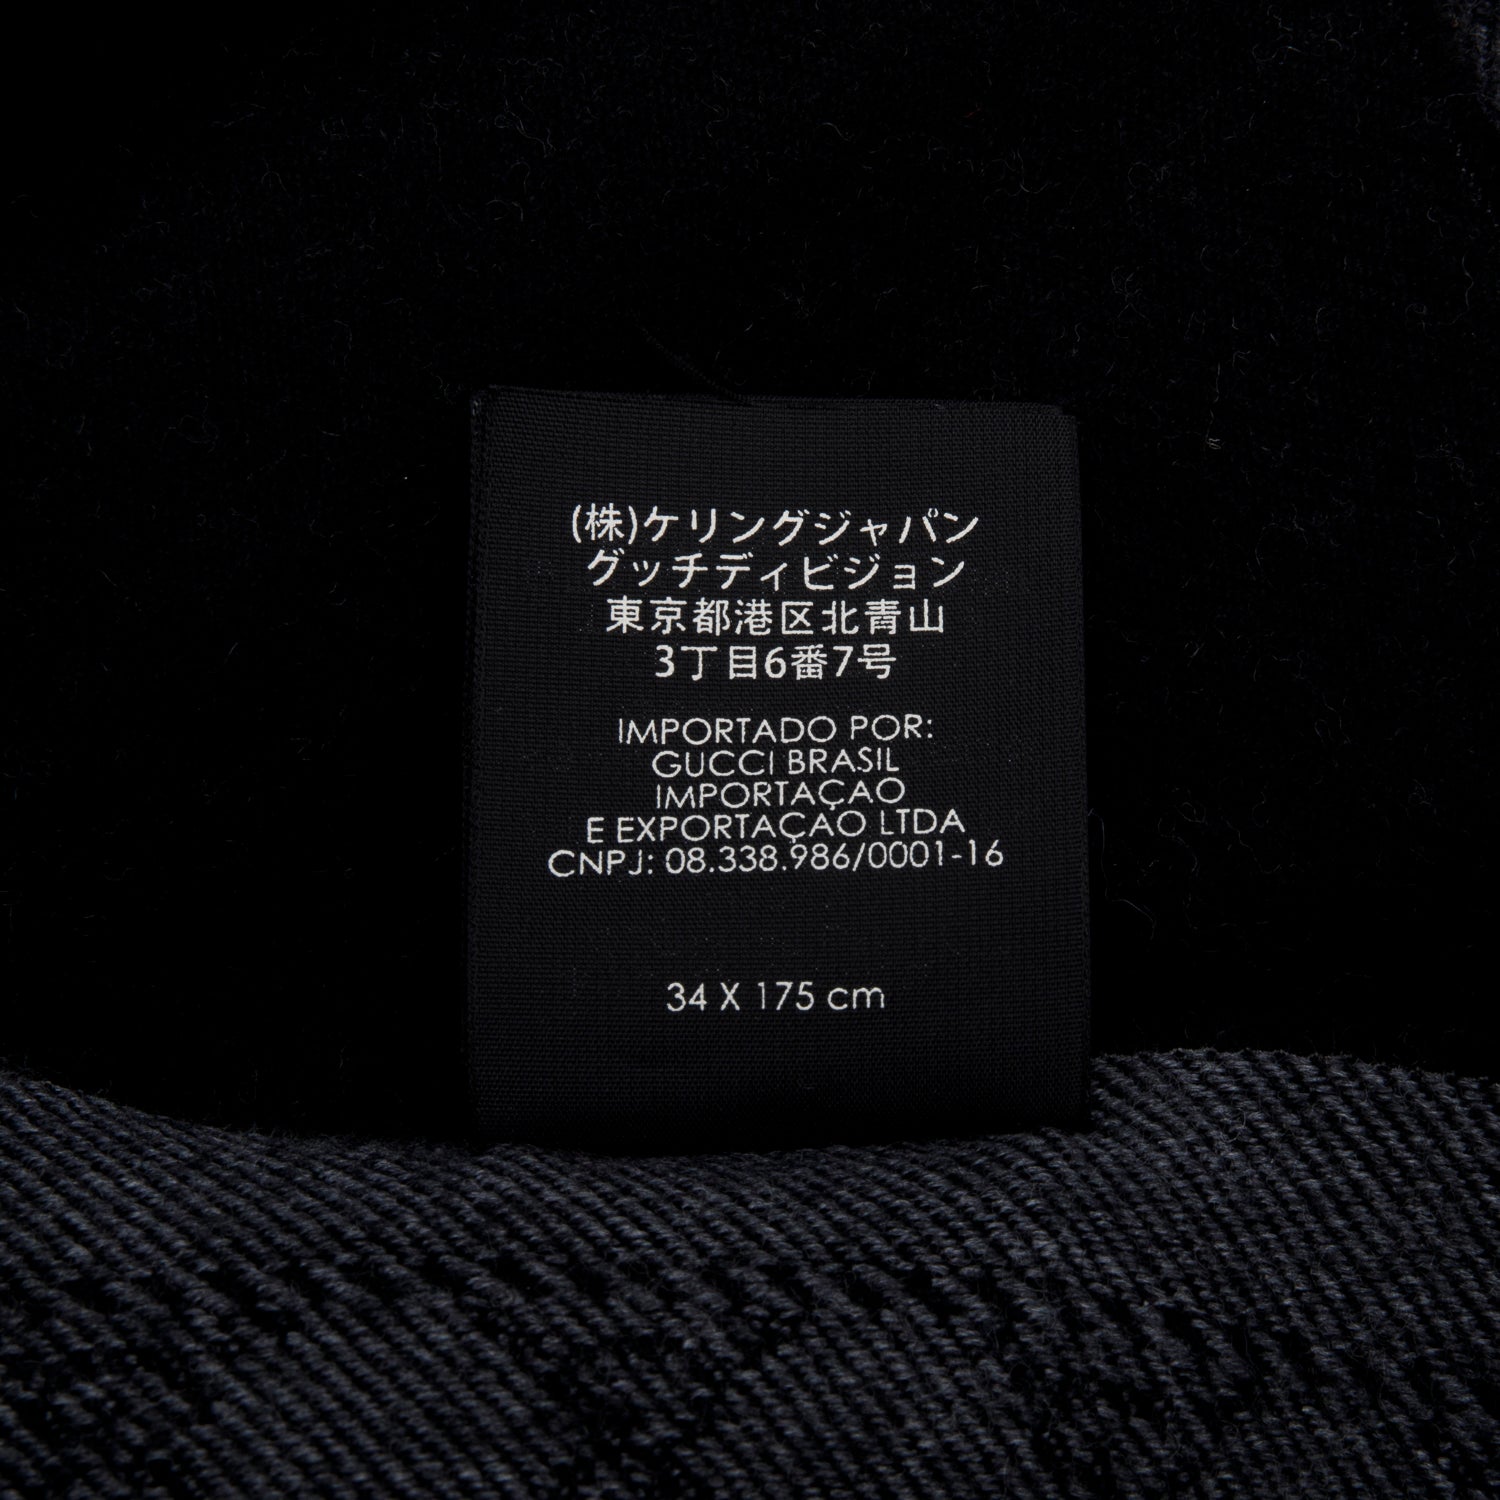 (株)ケリングジャパン
グッチディビジョン
東京都港区北青山
3丁目6番7号
IMPORTADO POR:
GUCCI BRASIL
IMPORTAÇAO
E EXPORTAÇAO LTDA
CNPJ: 08.338.986/0001-16
34 X 175 cm